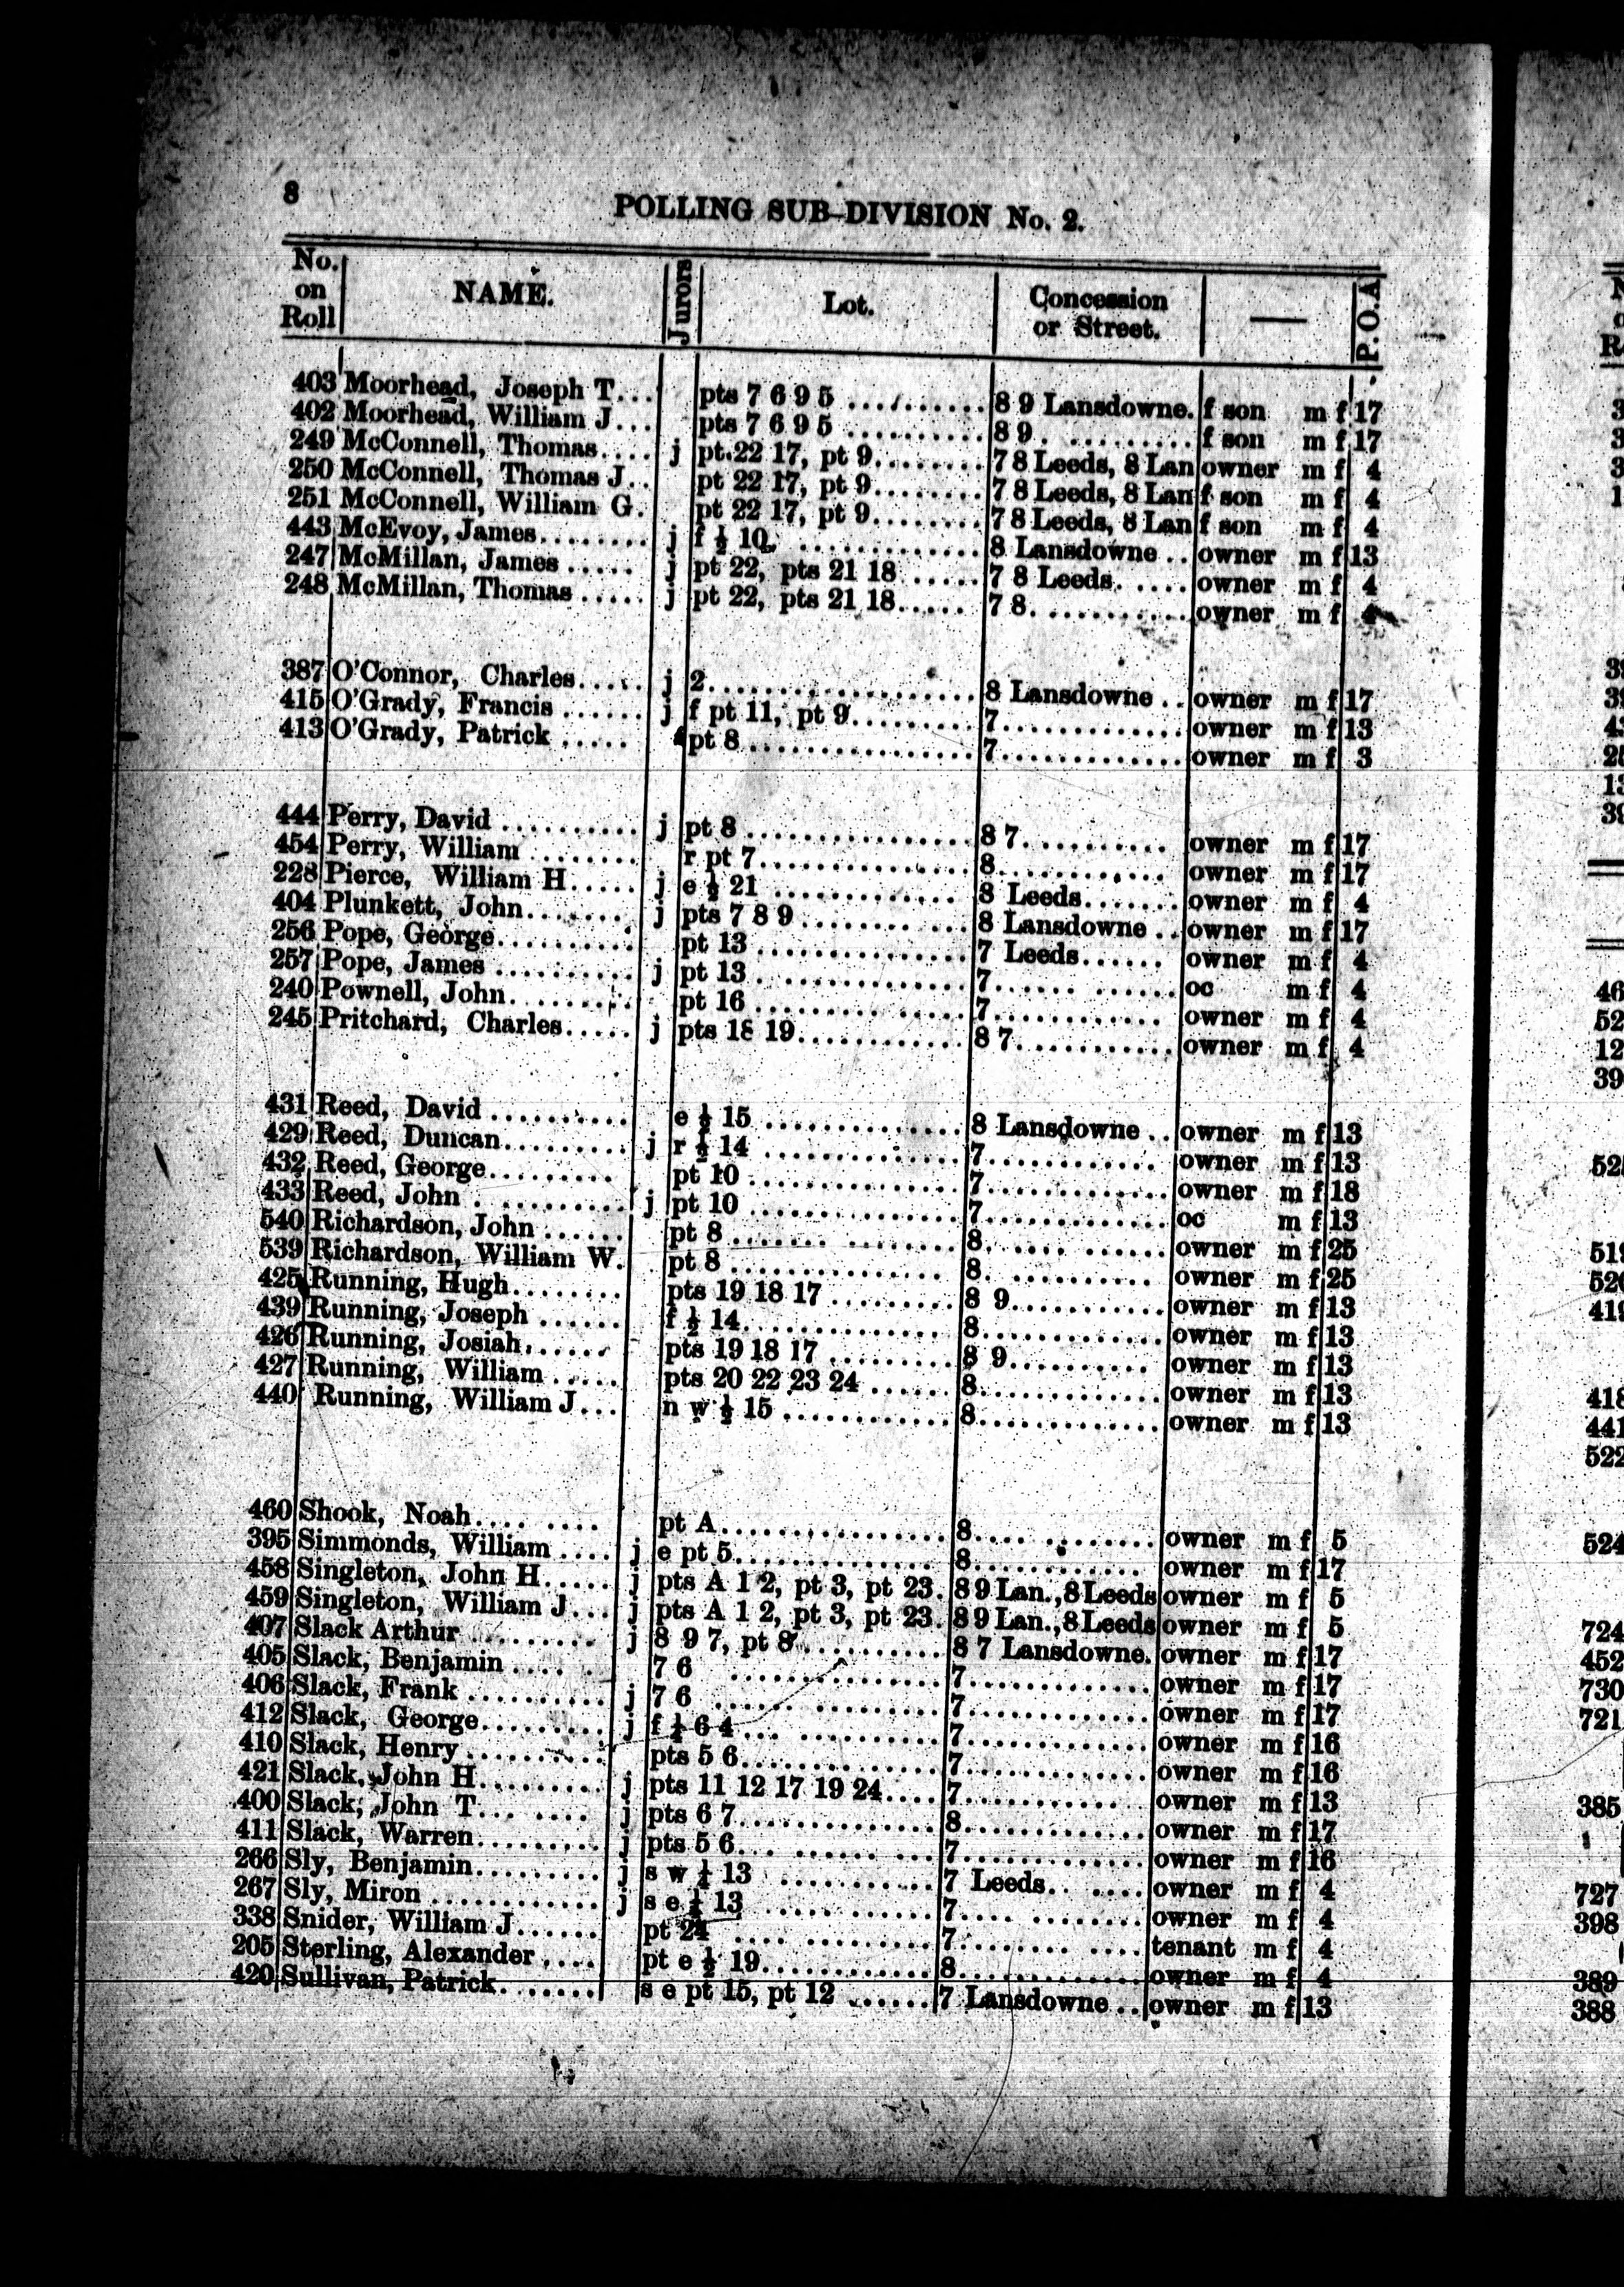 8
POLLING SUB-DIVISION No. 2.
No. on Roll NAME. Jurors Lot. Concession or Street. — P.O.A
403 Moorhead, Joseph T... pts 7 6 9 5 .......... 8 9 Lansdowne. f son m f 17
402 Moorhead, William J... pts 7 6 9 5 .......... 8 9. ......... f son m f 17
249 McConnell, Thomas.... j pt 22 17, pt 9........ 7 8 Leeds, 8 Lan owner m f 4
250 McConnell, Thomas J.. pt 22 17, pt 9........ 7 8 Leeds, 8 Lan f son m f 4
251 McConnell, William G. pt 22 17, pt 9........ 7 8 Leeds, 8 Lan f son m f 4
443 McEvoy, James........ j f ½ 10. ............. 8 Lansdowne .. owner m f 13
247 McMillan, James ..... j pt 22, pts 21 18 ..... 7 8 Leeds. .... owner m f 4
248 McMillan, Thomas ..... j pt 22, pts 21 18...... 7 8. ........... owner m f 4
387 O'Connor, Charles..... j 2.................... 8 Lansdowne .. owner m f 17
415 O'Grady, Francis ...... j f pt 11, pt 9......... 7............. owner m f 13
413 O'Grady, Patrick ..... pt 8 ................ 7............. owner m f 3
444 Perry, David .......... j pt 8 ............... 8 7.......... owner m f 17
454 Perry, William ........ r pt 7.............. 8............. owner m f 17
228 Pierce, William H..... j e ½ 21 ............. 8 Leeds....... owner m f 4
404 Plunkett, John........ j pts 7 8 9........ ... 8 Lansdowne .. owner m f 17
256 Pope, George.......... pt 13 ............... 7 Leeds...... owner m f 4
257 Pope, James .......... j pt 13 .............. 7...... ....... oc m f 4
240 Pownell, John......... pt 16 .............. 7............ owner m f 4
245 Pritchard, Charles..... j pts 18 19............ 8 7........... owner m f 4
431 Reed, David .......... e ½ 15 .............. 8 Lansdowne .. owner m f 13
429 Reed, Duncan.......... j r ½ 14 .............. 7............ owner m f 13
432 Reed, George......... pt 10 ............... 7............. owner m f 18
433 Reed, John . ......... j pt 10 ............... 7............. oc m f 13
540 Richardson, John ...... pt 8 ....... ........ 8. .... ...... owner m f 25
539 Richardson, William W. pt 8 ............... 8. .......... owner m f 25
425 Running, Hugh........ pts 19 18 17 ......... 8 9........... owner m f 13
439 Running, Joseph ...... f ½ 14.............. 8............. owner m f 13
426 Running, Josiah....... pts 19 18 17 ......... 8 9.......... owner m f 13
427 Running, William ..... pts 20 22 23 24 ...... 8............. owner m f 13
440 Running, William J... n w ½ 15 ............ 8............. owner m f 13
460 Shook, Noah.... .... pt A................. 8..... ....... owner m f 5
395 Simmonds, William .... j e pt 5............... 8............ owner m f 17
458 Singleton, John H..... j pts A 1 2, pt 3, pt 23. 8 9 Lan., 8 Leeds owner m f 5
459 Singleton, William J... j pts A 1 2, pt 3, pt 23. 8 9 Lan., 8 Leeds owner m f 5
407 Slack Arthur ......... j 8 9 7, pt 8.......... 8 7 Lansdowne. owner m f 17
405 Slack, Benjamin .... .. 7 6 ............... 7............. owner m f 17
406 Slack, Frank .......... j 7 6 .... .......... 7............. owner m f 17
412 Slack, George......... j f 6 4... .......... 7............. owner m f 16
410 Slack, Henry .......... pts 5 6.............. 7............. owner m f 16
421 Slack, John H......... j pts 11 12 17 19 24.... 7............ owner m f 13
400 Slack, John T... .... j pts 6 7.............. 8............. owner m f 17
411 Slack, Warren......... j pts 5 6... ....... ... 7............. owner m f 16
266 Sly, Benjamin......... j s w 13 ........... 7 Leeds.. .... owner m f 4
267 Sly, Miron ........... j s e 13 ........... 7.... ........ owner m f 4
338 Snider, William J...... pt 24 .... ......... 7......... ... tenant m f 4
205 Sterling, Alexander .... pt e ½ 19............ 8............. owner m f 4
420 Sullivan, Patrick....... s e pt 15, pt 12 ...... 7 Lansdowne .. owner m f 13